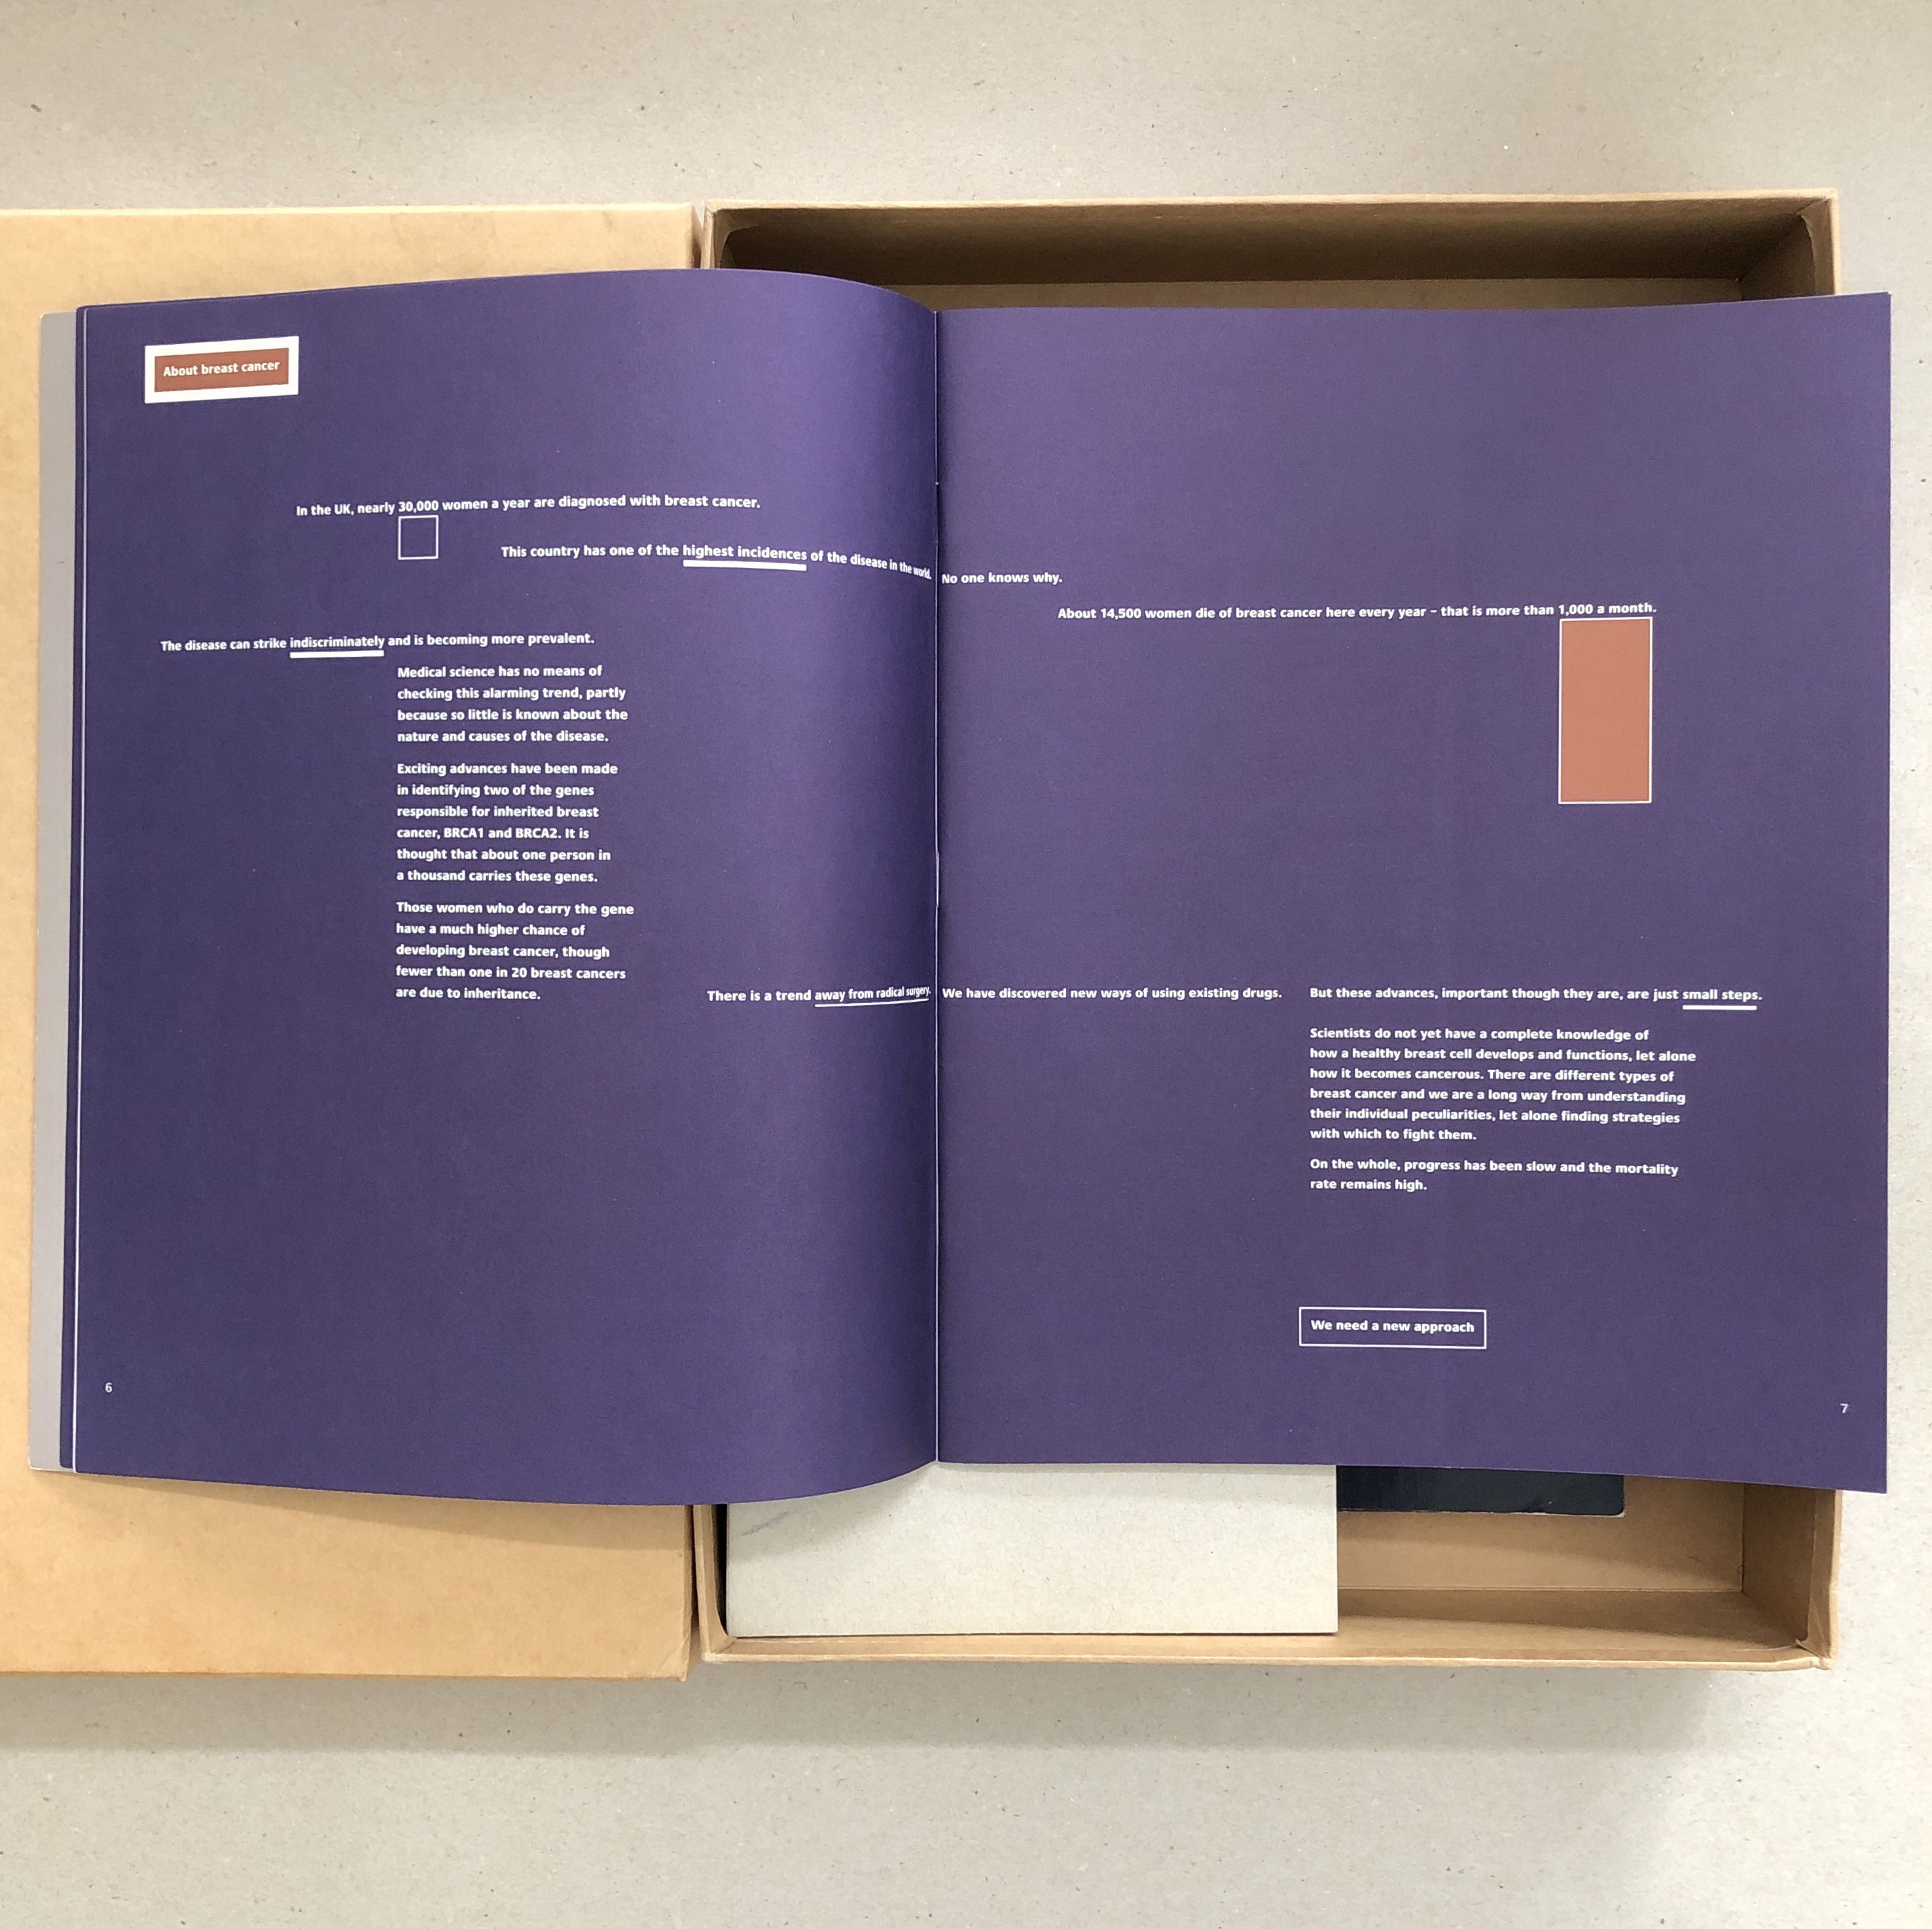 About breast cancer
In the UK, nearly 30,000 women a year are diagnosed with breast cancer.
This country has one of the highest incidences of the disease in the world. No one knows why.
About 14,500 women die of breast cancer here every year – that is more than 1,000 a month.
The disease can strike indiscriminately and is becoming more prevalent.
Medical science has no means of
checking this alarming trend, partly
because so little is known about the
nature and causes of the disease.
Exciting advances have been made
in identifying two of the genes
responsible for inherited breast
cancer, BRCA1 and BRCA2. It is
thought that about one person in
a thousand carries these genes.
Those women who do carry the gene
have a much higher chance of
developing breast cancer, though
fewer than one in 20 breast cancers
are due to inheritance.
There is a trend away from radical surgery. We have discovered new ways of using existing drugs. But these advances, important though they are, are just small steps.
Scientists do not yet have a complete knowledge of
how a healthy breast cell develops and functions, let alone
how it becomes cancerous. There are different types of
breast cancer and we are a long way from understanding
their individual peculiarities, let alone finding strategies
with which to fight them.
On the whole, progress has been slow and the mortality
rate remains high.
We need a new approach
6
7